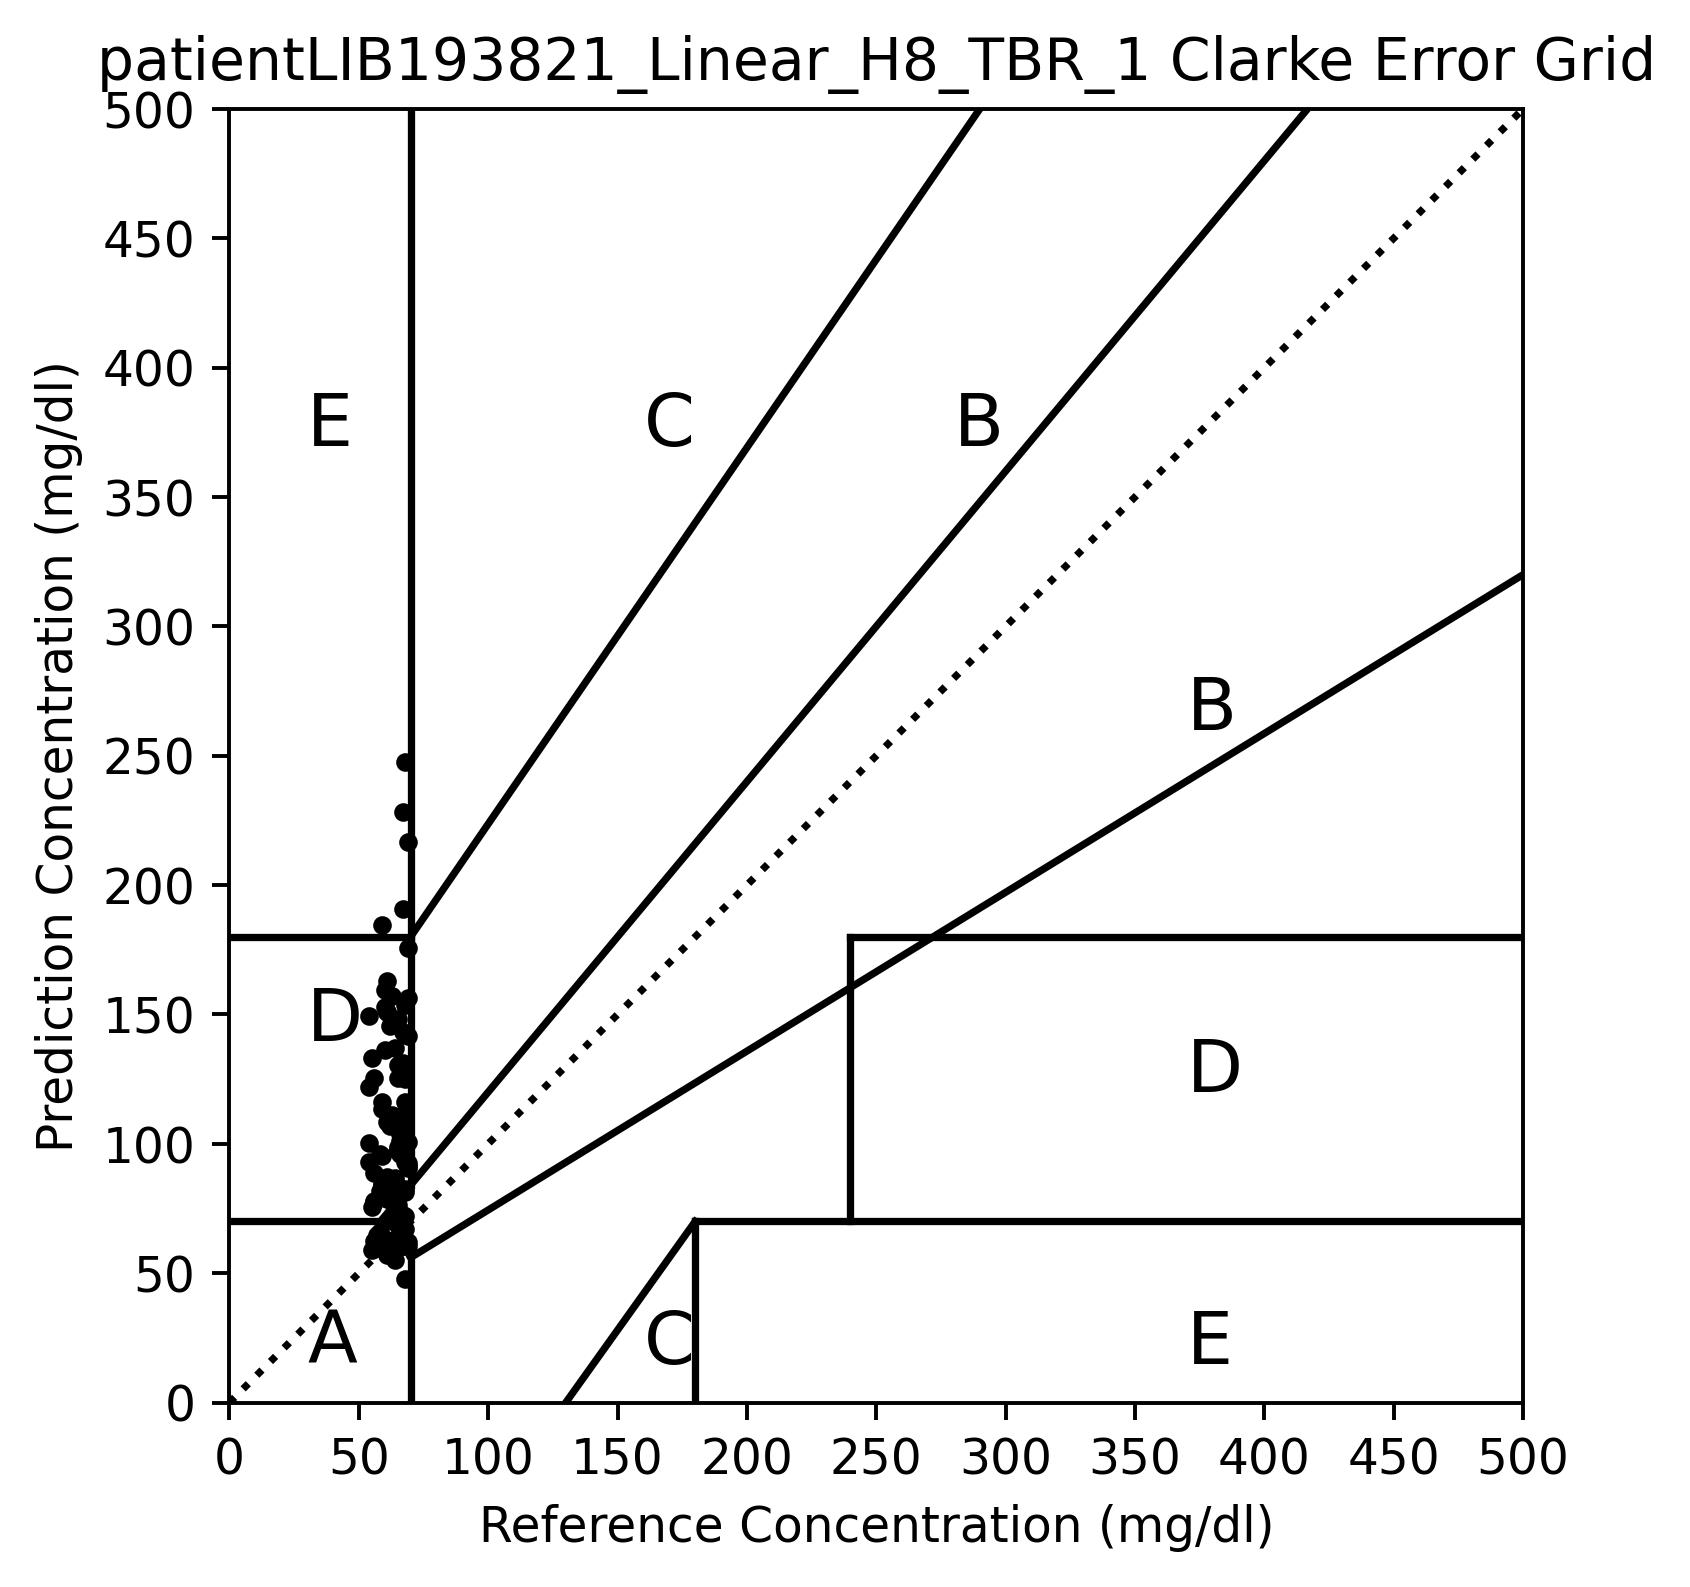 patientLIB193821_Linear_H8_TBR_1 Clarke Error Grid
500
450
400
350
300
250
200
150
100
50
0
Prediction Concentration (mg/dl)
E
C
B
B
D
D
A
C
E
0 50 100 150 200 250 300 350 400 450 500
Reference Concentration (mg/dl)